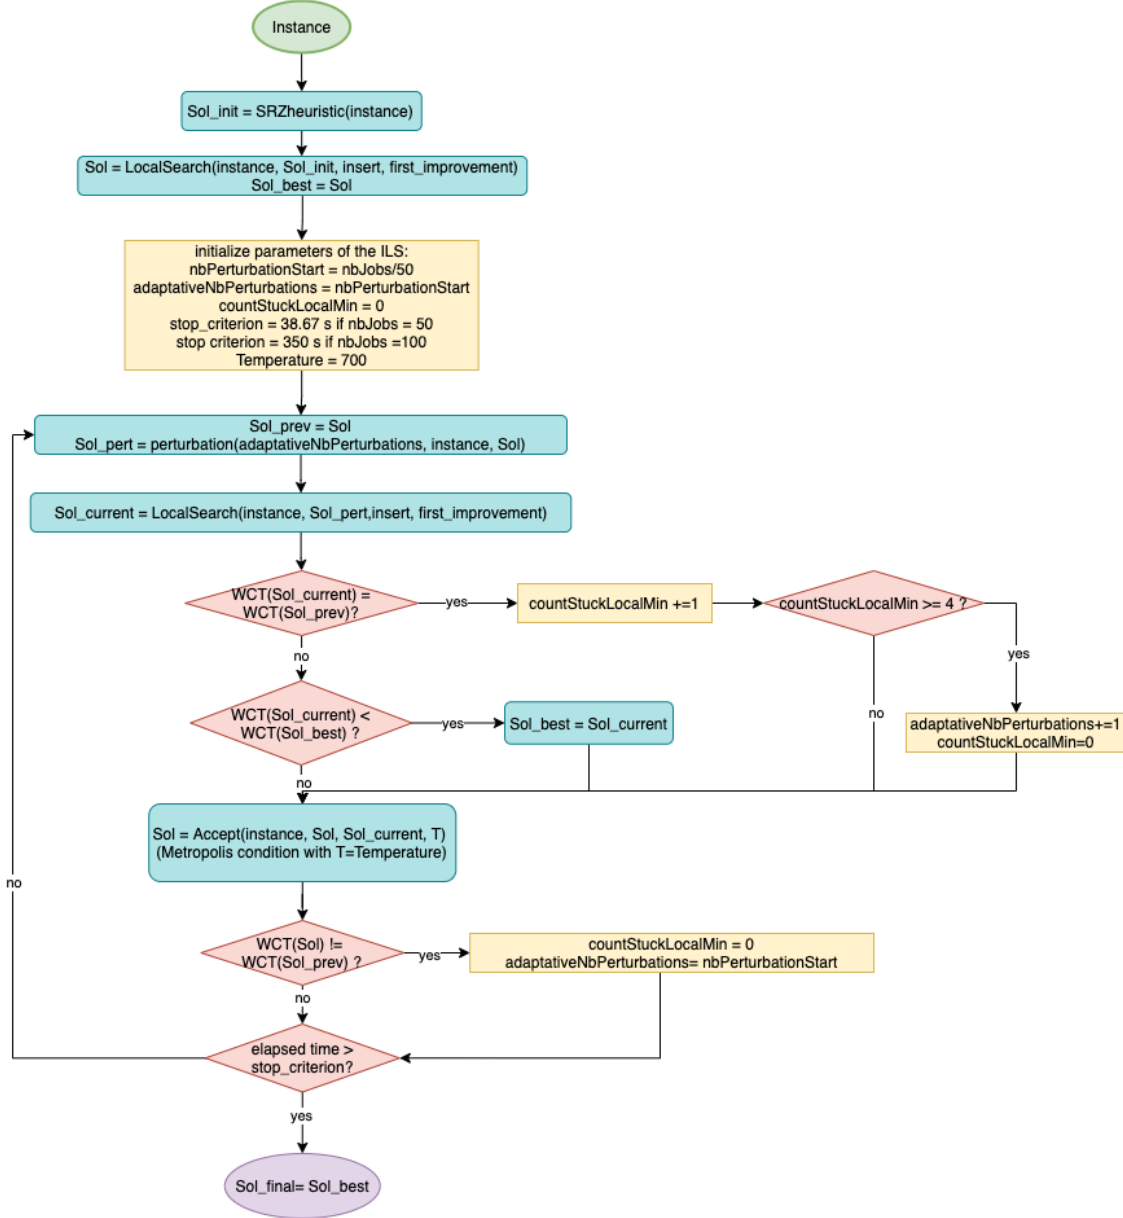 Instance
Sol_init = SRZheuristic(instance)
Sol = LocalSearch(instance, Sol_init, insert, first_improvement)
Sol_best = Sol
initialize parameters of the ILS:
nbPerturbationStart = nbJobs/50
adaptativeNbPerturbations = nbPerturbationStart
countStuckLocalMin = 0
stop_criterion = 38.67 s if nbJobs = 50
stop criterion = 350 s if nbJobs =100
Temperature = 700
Sol_prev = Sol
Sol_pert = perturbation(adaptativeNbPerturbations, instance, Sol)
Sol_current = LocalSearch(instance, Sol_pert,insert, first_improvement)
WCT(Sol_current) =
WCT(Sol_prev)?
yes
countStuckLocalMin +=1
countStuckLocalMin >= 4 ?
yes
no
no
adaptativeNbPerturbations+=1
countStuckLocalMin=0
WCT(Sol_current) <
WCT(Sol_best) ?
yes
Sol_best = Sol_current
no
Sol = Accept(instance, Sol, Sol_current, T)
(Metropolis condition with T=Temperature)
no
WCT(Sol) !=
WCT(Sol_prev) ?
yes
countStuckLocalMin = 0
adaptativeNbPerturbations= nbPerturbationStart
no
elapsed time >
stop_criterion?
yes
Sol_final= Sol_best